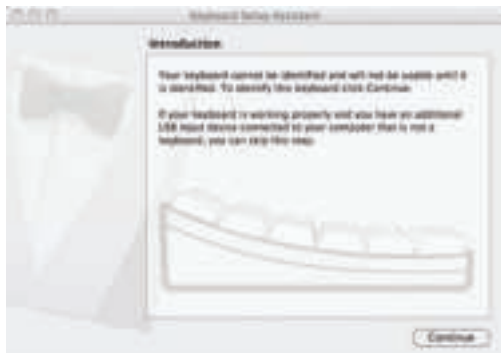 Keyboard Setup Assistant
Introduction
Your keyboard cannot be identified and will not be usable until it
is identified. To identify this keyboard click Continue.
If your keyboard is working properly and you have an additional
USB input device connected to your computer that is not a
keyboard, you can skip this step.
Continue